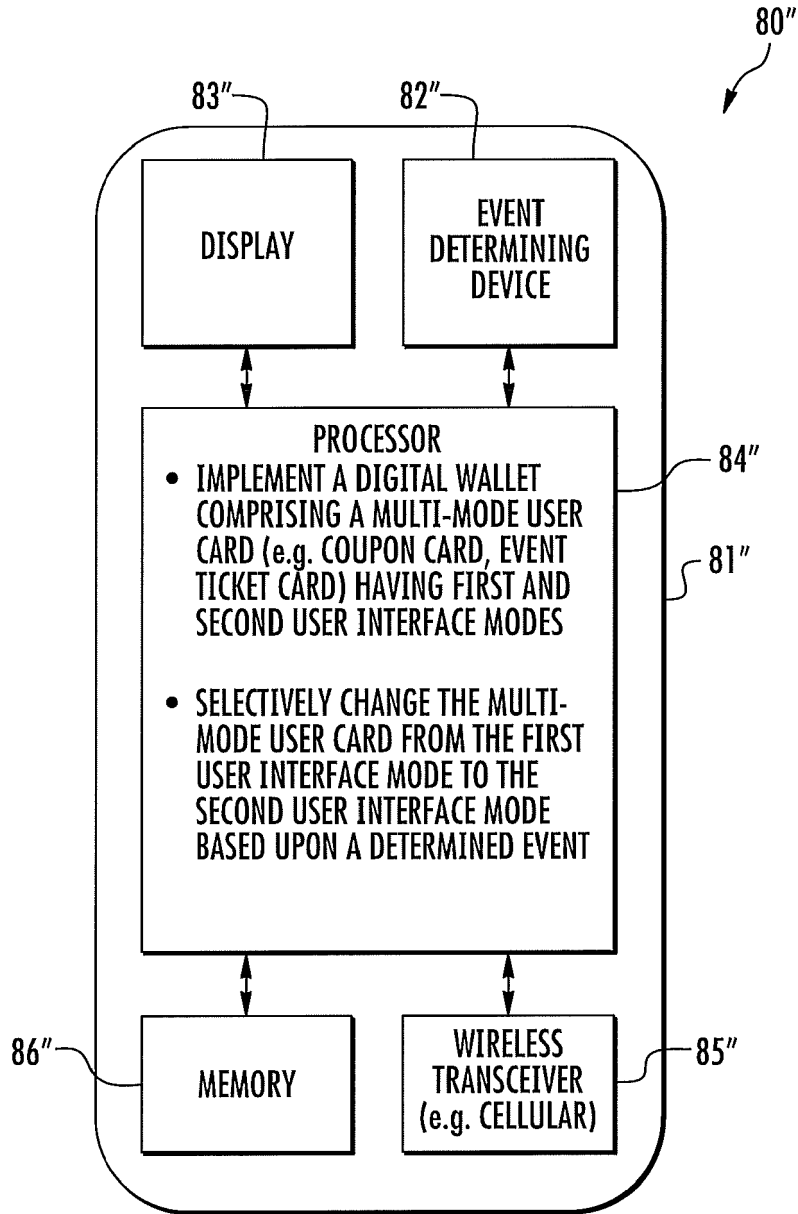 80"
83"
82"
DISPLAY
EVENT
DETERMINING
DEVICE
PROCESSOR
• IMPLEMENT A DIGITAL WALLET
COMPRISING A MULTI-MODE USER
CARD (e.g. COUPON CARD, EVENT
TICKET CARD) HAVING FIRST AND
SECOND USER INTERFACE MODES
• SELECTIVELY CHANGE THE MULTI-
MODE USER CARD FROM THE FIRST
USER INTERFACE MODE TO THE
SECOND USER INTERFACE MODE
BASED UPON A DETERMINED EVENT
84"
81"
86"
MEMORY
WIRELESS
TRANSCEIVER
(e.g. CELLULAR)
85"